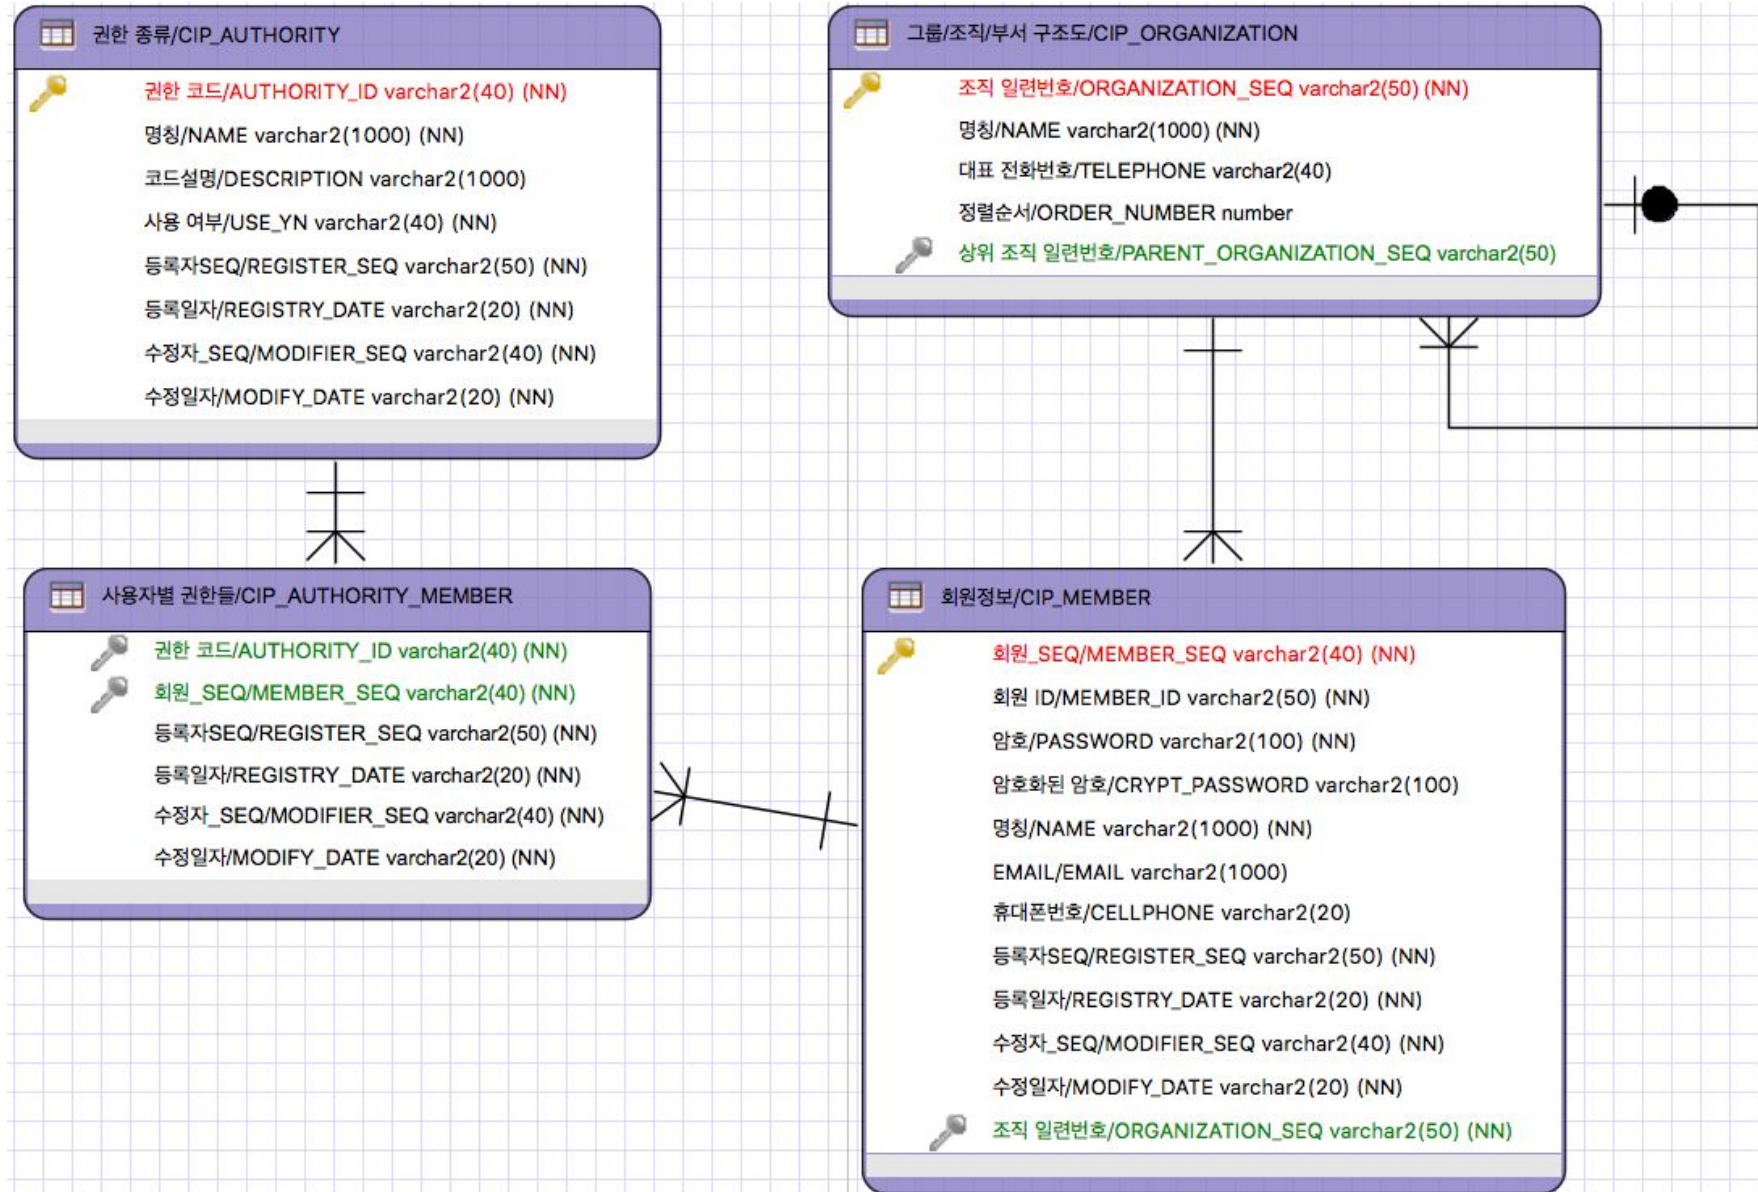 권한 종류/CIP_AUTHORITY
권한 코드/AUTHORITY_ID varchar2(40) (NN)
명칭/NAME varchar2(1000) (NN)
코드설명/DESCRIPTION varchar2(1000)
사용 여부/USE_YN varchar2(40) (NN)
등록자SEQ/REGISTER_SEQ varchar2(50) (NN)
등록일자/REGISTRY_DATE varchar2(20) (NN)
수정자_SEQ/MODIFIER_SEQ varchar2(40) (NN)
수정일자/MODIFY_DATE varchar2(20) (NN)
그룹/조직/부서 구조도/CIP_ORGANIZATION
조직 일련번호/ORGANIZATION_SEQ varchar2(50) (NN)
명칭/NAME varchar2(1000) (NN)
대표 전화번호/TELEPHONE varchar2(40)
정렬순서/ORDER_NUMBER number
상위 조직 일련번호/PARENT_ORGANIZATION_SEQ varchar2(50)
사용자별 권한들/CIP_AUTHORITY_MEMBER
권한 코드/AUTHORITY_ID varchar2(40) (NN)
회원_SEQ/MEMBER_SEQ varchar2(40) (NN)
등록자SEQ/REGISTER_SEQ varchar2(50) (NN)
등록일자/REGISTRY_DATE varchar2(20) (NN)
수정자_SEQ/MODIFIER_SEQ varchar2(40) (NN)
수정일자/MODIFY_DATE varchar2(20) (NN)
회원정보/CIP_MEMBER
회원_SEQ/MEMBER_SEQ varchar2(40) (NN)
회원 ID/MEMBER_ID varchar2(50) (NN)
암호/PASSWORD varchar2(100) (NN)
암호화된 암호/CRYPT_PASSWORD varchar2(100)
명칭/NAME varchar2(1000) (NN)
EMAIL/EMAIL varchar2(1000)
휴대폰번호/CELLPHONE varchar2(20)
등록자SEQ/REGISTER_SEQ varchar2(50) (NN)
등록일자/REGISTRY_DATE varchar2(20) (NN)
수정자_SEQ/MODIFIER_SEQ varchar2(40) (NN)
수정일자/MODIFY_DATE varchar2(20) (NN)
조직 일련번호/ORGANIZATION_SEQ varchar2(50) (NN)